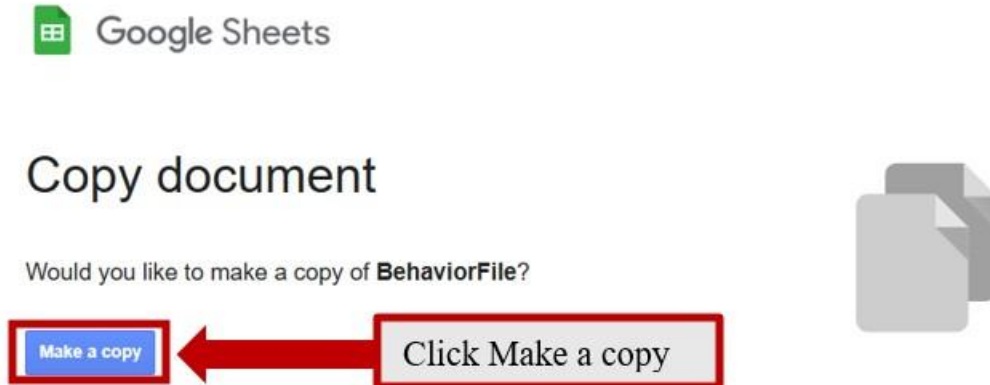 Google Sheets
Copy document
Would you like to make a copy of BehaviorFile?
Make a copy
Click Make a copy